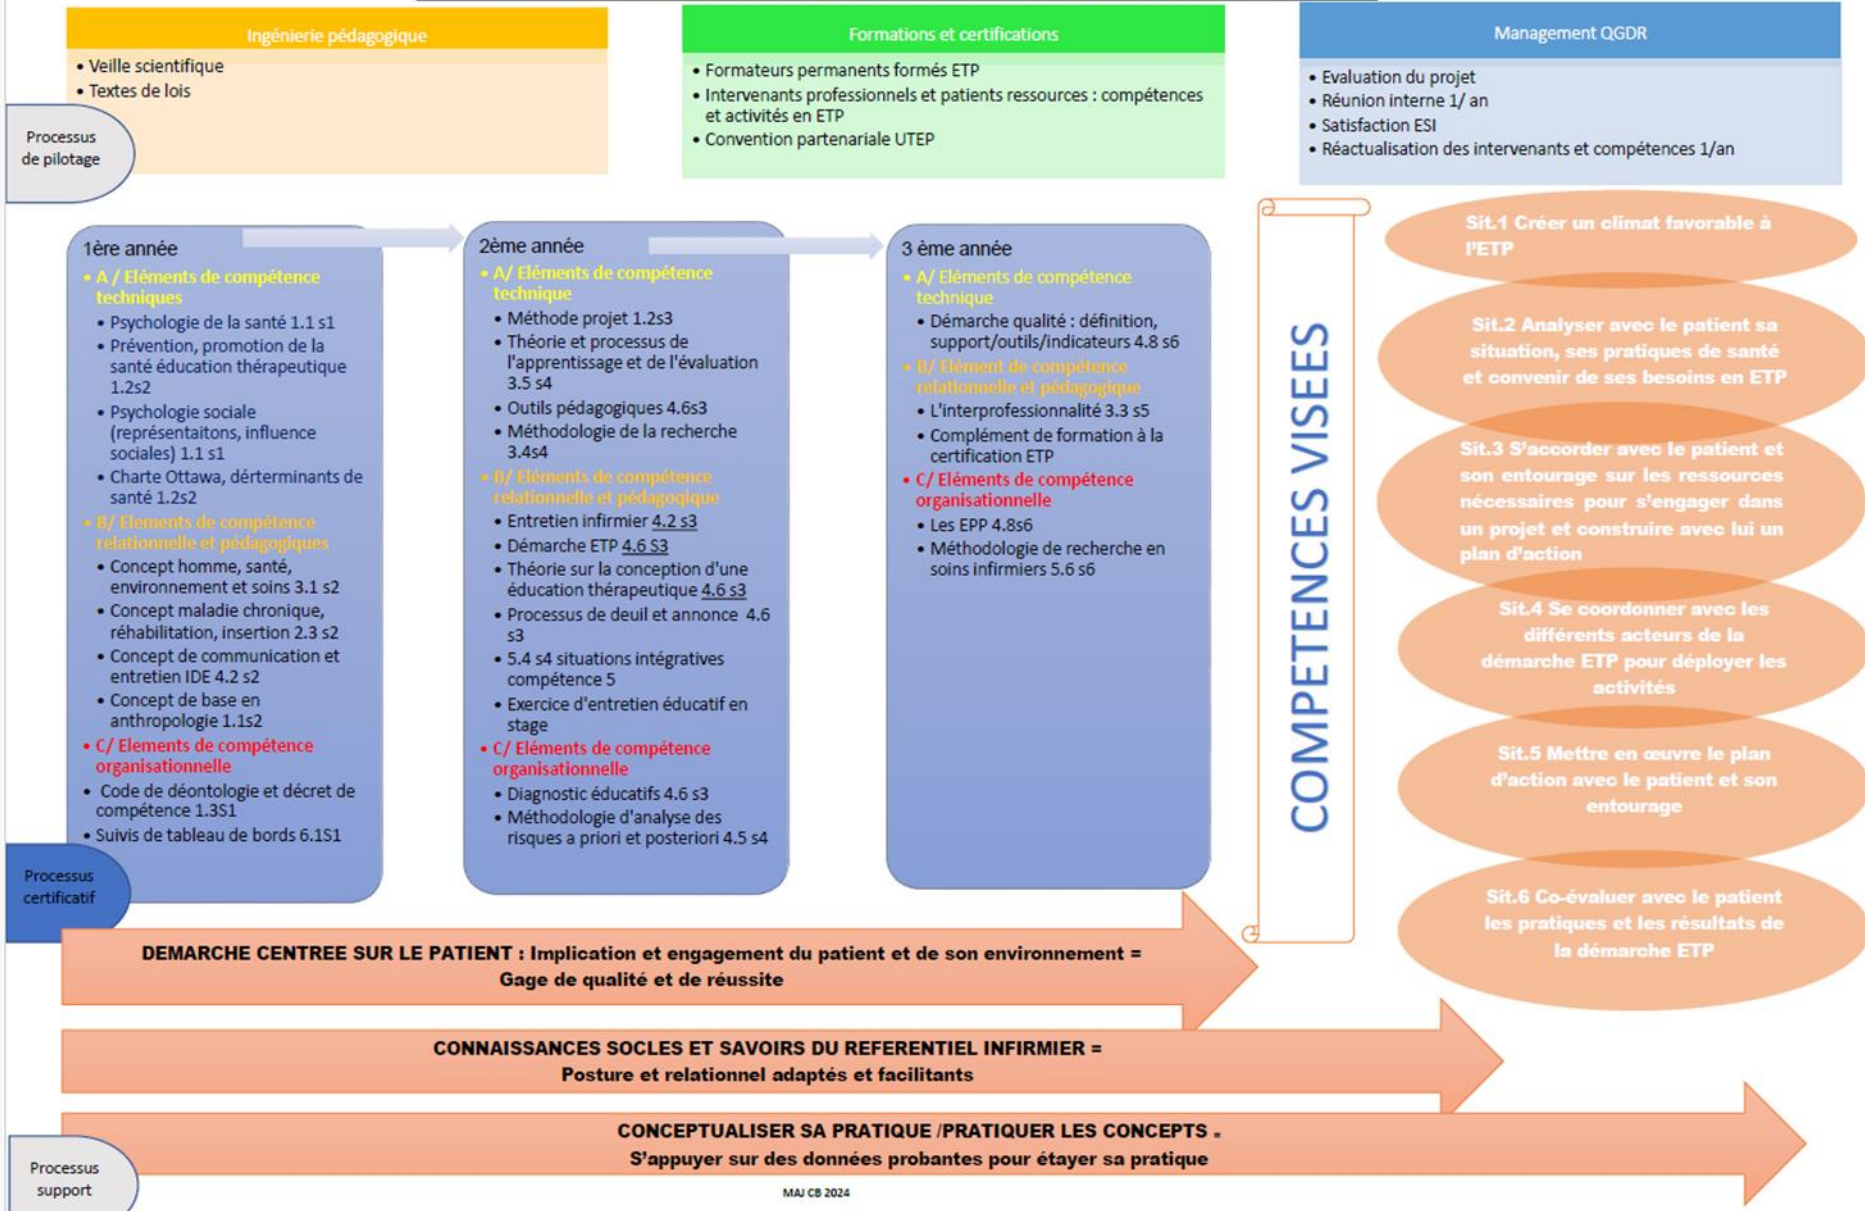 Ingénierie pédagogique
• Veille scientifique
• Textes de lois
Formations et certifications
• Formateurs permanents formés ETP
• Intervenants professionnels et patients ressources : compétences
et activités en ETP
• Convention partenariale UTEP
Management QGDR
• Evaluation du projet
• Réunion interne 1/ an
• Satisfaction ESI
• Réactualisation des intervenants et compétences 1/an
Processus
de pilotage
1ère année
• A / Eléments de compétence
techniques
• Psychologie de la santé 1.1 s1
• Prévention, promotion de la
santé éducation thérapeutique
1.2s2
• Psychologie sociale
(représentaitons, influence
sociales) 1.1 s1
• Charte Ottawa, dérterminants de
santé 1.2s2
• B/ Elements de compétence
relationnelle et pédagogiques
• Concept homme, santé,
environnement et soins 3.1 s2
• Concept maladie chronique,
réhabilitation, insertion 2.3 s2
• Concept de communication et
entretien IDE 4.2 s2
• Concept de base en
anthropologie 1.1s2
• C/ Elements de compétence
organisationnelle
• Code de déontologie et décret de
compétence 1.3S1
• Suivis de tableau de bords 6.1S1
2ème année
• A/ Eléments de compétence
technique
• Méthode projet 1.2s3
• Théorie et processus de
l'apprentissage et de l'évaluation
3.5 s4
• Outils pédagogiques 4.6s3
• Méthodologie de la recherche
3.4s4
• B/ Eléments de compétence
relationnelle et pédagogique
• Entretien infirmier 4.2 s3
• Démarche ETP 4.6 S3
• Théorie sur la conception d'une
éducation thérapeutique 4.6 s3
• Processus de deuil et annonce 4.6
s3
• 5.4 s4 situations intégratives
compétence 5
• Exercice d'entretien éducatif en
stage
• C/ Eléments de compétence
organisationnelle
• Diagnostic éducatifs 4.6 s3
• Méthodologie d'analyse des
risques a priori et posteriori 4.5 s4
3 ème année
• A/ Eléments de compétence
technique
• Démarche qualité : définition,
support/outils/indicateurs 4.8 s6
• B/ Elément de compétence
relationnelle et pédagogique
• L'interprofessionnalité 3.3 s5
• Complément de formation à la
certification ETP
• C/ Eléments de compétence
organisationnelle
• Les EPP 4.8s6
• Méthodologie de recherche en
soins infirmiers 5.6 s6
COMPETENCES VISEES
Sit.1 Créer un climat favorable à
l'ETP
Sit.2 Analyser avec le patient sa
situation, ses pratiques de santé
et convenir de ses besoins en ETP
Sit.3 S'accorder avec le patient et
son entourage sur les ressources
nécessaires pour s'engager dans
un projet et construire avec lui un
plan d'action
Sit.4 Se coordonner avec les
différents acteurs de la
démarche ETP pour déployer les
activités
Sit.5 Mettre en œuvre le plan
d'action avec le patient et son
entourage
Sit.6 Co-évaluer avec le patient
les pratiques et les résultats de
la démarche ETP
Processus
certificatif
DEMARCHE CENTREE SUR LE PATIENT : Implication et engagement du patient et de son environnement =
Gage de qualité et de réussite
CONNAISSANCES SOCLES ET SAVOIRS DU REFERENTIEL INFIRMIER =
Posture et relationnel adaptés et facilitants
CONCEPTUALISER SA PRATIQUE /PRATIQUER LES CONCEPTS =
S'appuyer sur des données probantes pour étayer sa pratique
Processus
support
MAJ CB 2024